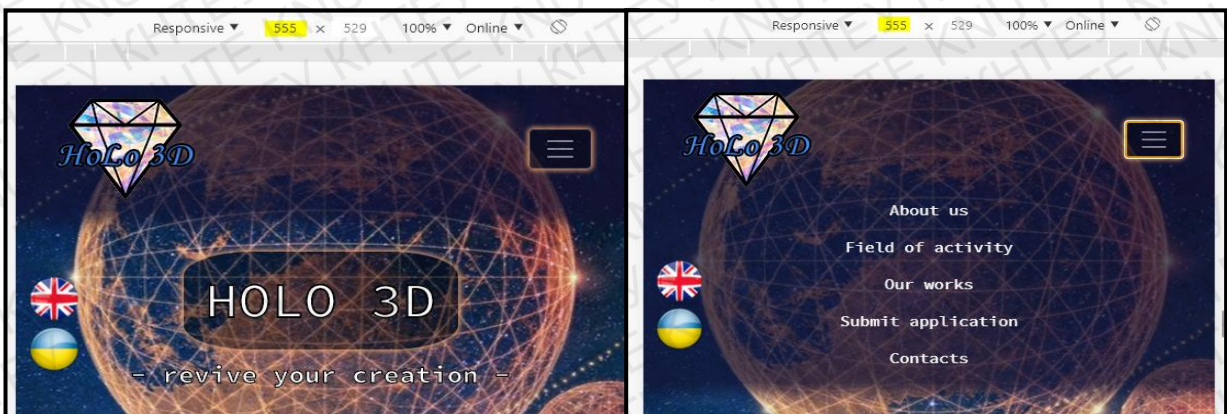 Responsive ▼ 555 × 529 100% ▼ Online ▼
HoLo 3D
HOLO 3D
- revive your creation -
Responsive ▼ 555 × 529 100% ▼ Online ▼
HoLo 3D
About us
Field of activity
Our works
Submit application
Contacts